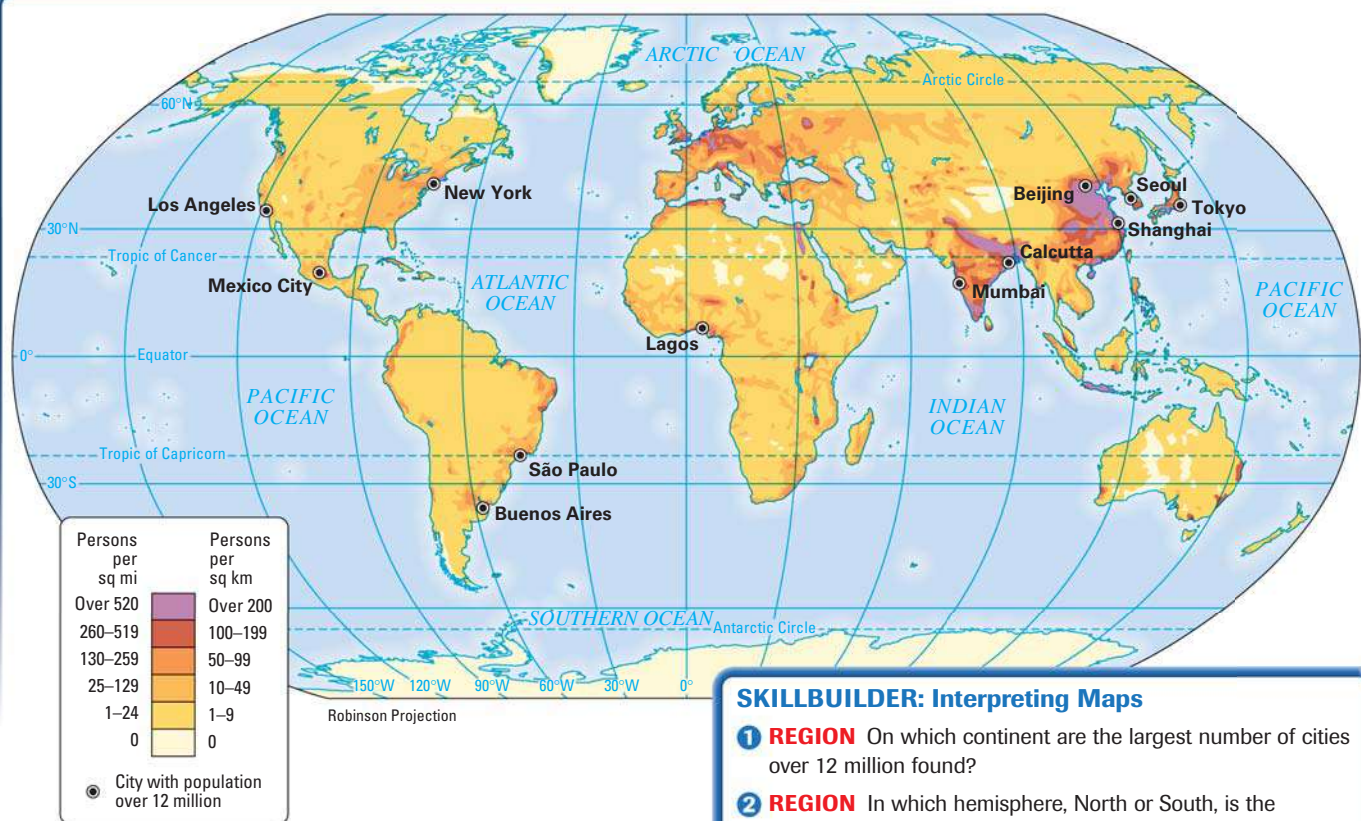 ARCTIC OCEAN
Arctic Circle
60°N
New York
Los Angeles
Beijing
Seoul
Tokyo
Shanghai
30°N
Tropic of Cancer
Calcutta
Mexico City
ATLANTIC
OCEAN
Mumbai
PACIFIC
OCEAN
Lagos
0°
Equator
PACIFIC
OCEAN
INDIAN
OCEAN
Tropic of Capricorn
São Paulo
30°S
Buenos Aires
SOUTHERN OCEAN
Antarctic Circle
150°W 120°W 90°W 60°W 30°W 0°
Robinson Projection
Persons Persons
per per
sq mi sq km
Over 520 Over 200
260–519 100–199
130–259 50–99
25–129 10–49
1–24 1–9
0 0
City with population
over 12 million
SKILLBUILDER: Interpreting Maps
1 REGION On which continent are the largest number of cities
over 12 million found?
2 REGION In which hemisphere, North or South, is the